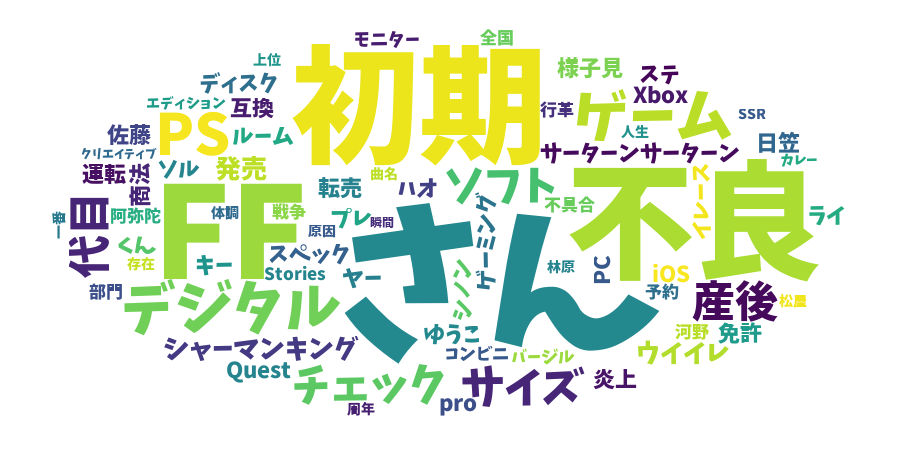 モニター
全国
上位
初期
様子見
ステ
ディスク
Xbox
エディション
互換
行革
ゲーム
SSR
佐藤
PS
ルーム
人生
日笠
クリエイティブ
サーターンサーターン
カレー
運転
商法
ソル
発売
曲名
転売
ハオ
ソフト
不良
イレース
一番
代目
阿弥陀
FF
体調
戦争
プレ
瞬間
さん
ゲーミング
不具合
ライ
くん
原因
存在
キー
スペック
Stories
ヤー
シノン
林原
PC
iOS
部門
デジタル
予約
産後
松屋
シャーマンキング
ゆうこ
コンビニ
バージル
河野
免許
ウイイレ
Quest
チェック
サイズ
炎上
周年
pro